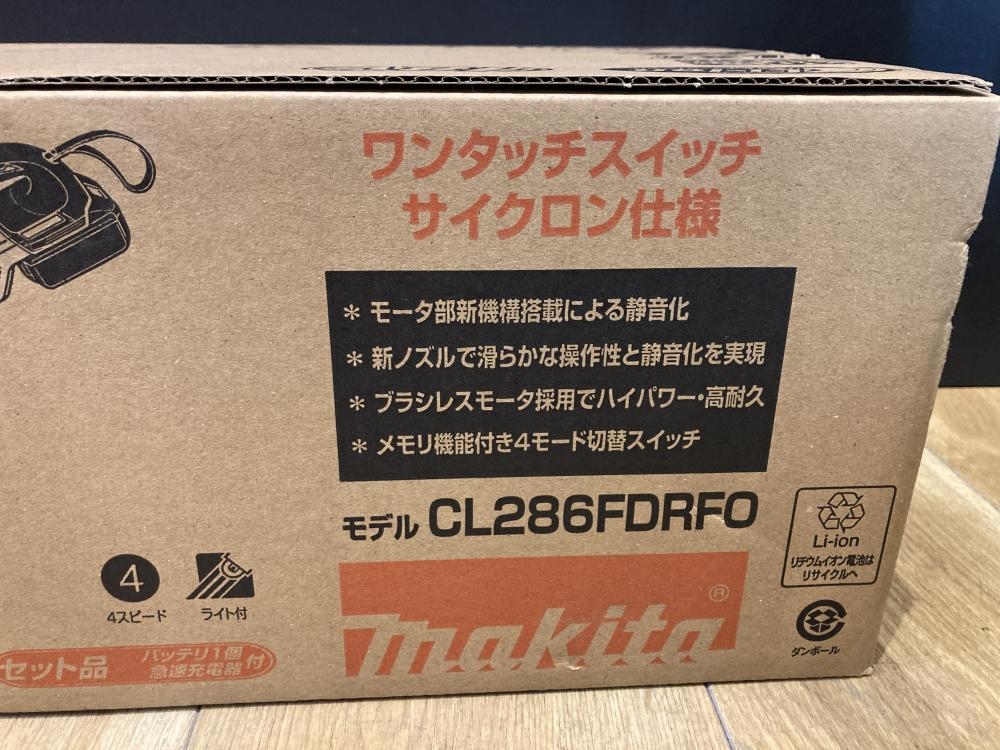 ワンタッチスイッチ
サイクロン仕様
＊ モータ部新機構搭載による静音化
＊ 新ノズルで滑らかな操作性と静音化を実現
＊ ブラシレスモータ採用でハイパワー・高耐久
＊ メモリ機能付き4モード切替スイッチ
モデル CL286FDRFO
4
4スピード
ライト付
セット品 バッテリ1個
急速充電器 付
makita ®
Li-ion
リチウムイオン電池は
リサイクルへ
ダンボール